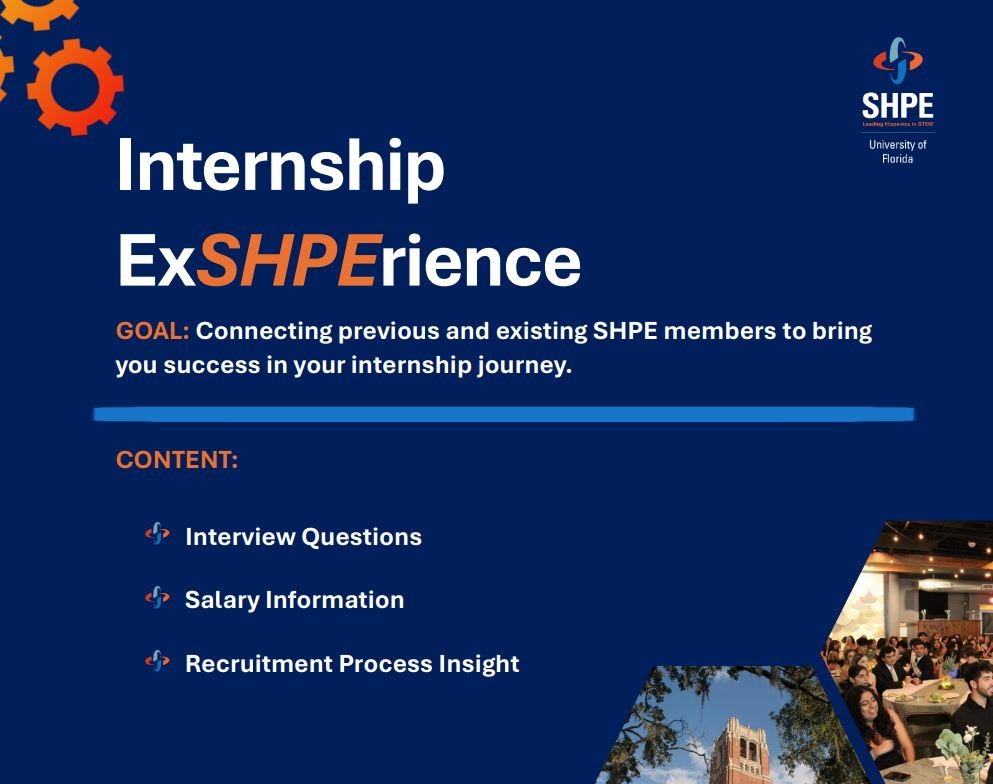 SHPE
Leading Hispanics in STEM
University of
Florida
Internship
ExSHPErience
GOAL: Connecting previous and existing SHPE members to bring
you success in your internship journey.
CONTENT:
Interview Questions
Salary Information
Recruitment Process Insight